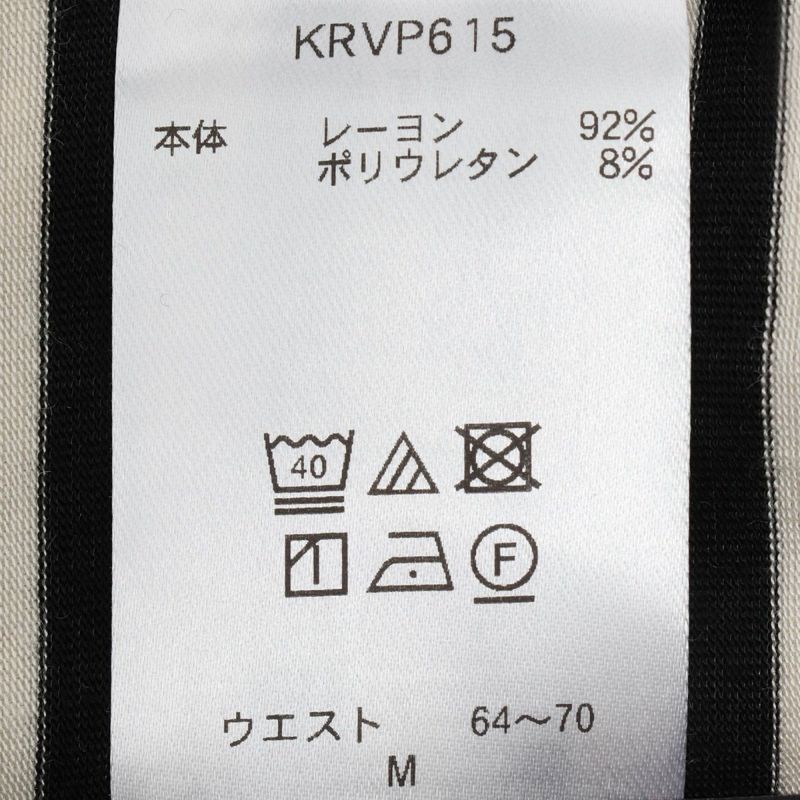 KRVP615
本体 レーヨン 92%
ポリウレタン 8%
40
F
ウエスト 64～70
M